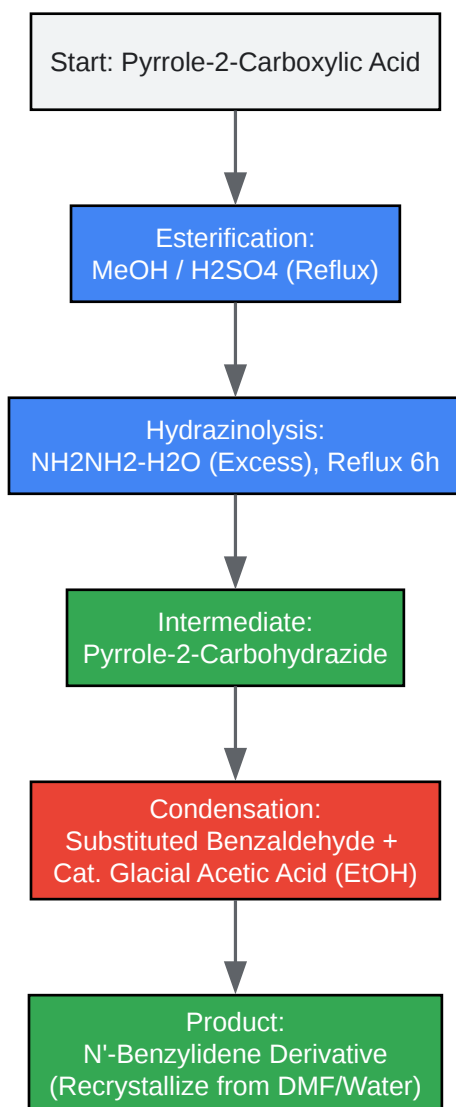 Start: Pyrrole-2-Carboxylic Acid
Esterification:
MeOH / H2SO4 (Reflux)
Hydrazinolysis:
NH2NH2-H2O (Excess), Reflux 6h
Intermediate:
Pyrrole-2-Carbohydrazide
Condensation:
Substituted Benzaldehyde +
Cat. Glacial Acetic Acid (EtOH)
Product:
N'-Benzylidene Derivative
(Recrystallize from DMF/Water)